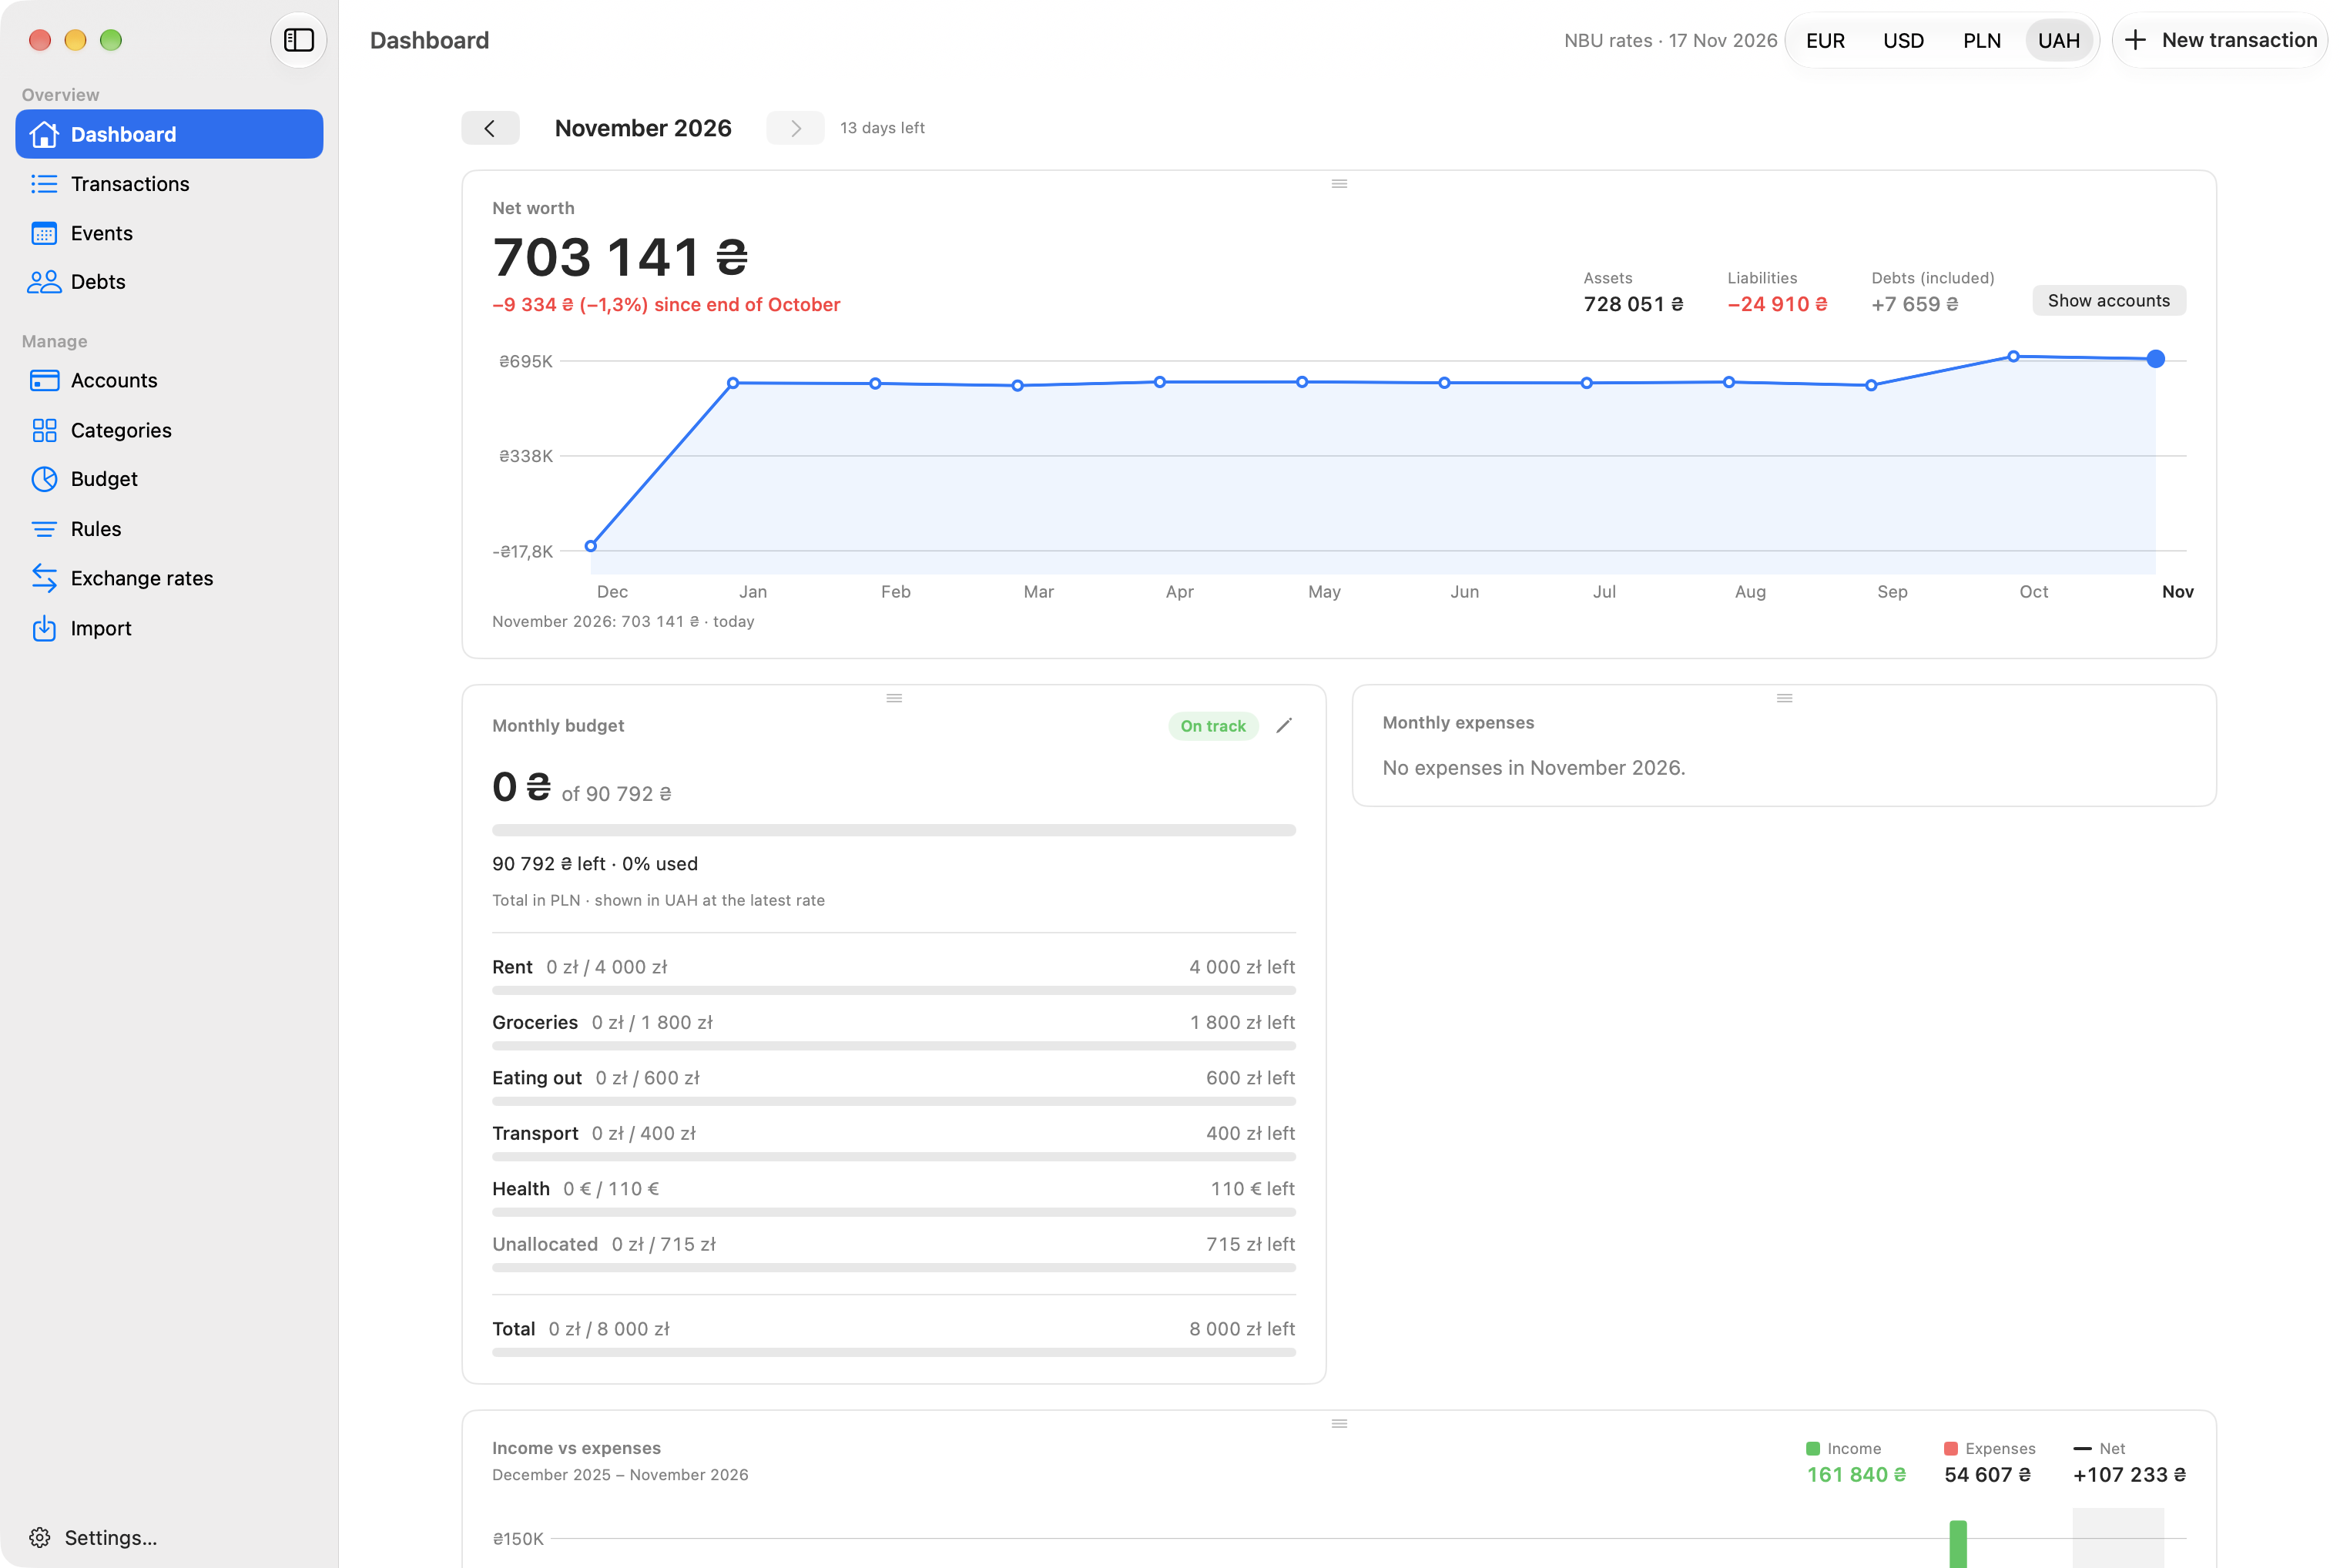 Dashboard
NBU rates · 17 Nov 2026
EUR USD PLN UAH
New transaction
Overview
Dashboard
Transactions
Events
Debts
Manage
Accounts
Categories
Budget
Rules
Exchange rates
Import
Settings...
November 2026
13 days left
Net worth
703 141 ₴
−9 334 ₴ (−1,3%) since end of October
Assets
728 051 ₴
Liabilities
−24 910 ₴
Debts (included)
+7 659 ₴
Show accounts
₴695K
₴338K
-₴17,8K
Dec Jan Feb Mar Apr May Jun Jul Aug Sep Oct Nov
November 2026: 703 141 ₴ · today
Monthly budget
On track
0 ₴ of 90 792 ₴
90 792 ₴ left · 0% used
Total in PLN · shown in UAH at the latest rate
Rent 0 zł / 4 000 zł 4 000 zł left
Groceries 0 zł / 1 800 zł 1 800 zł left
Eating out 0 zł / 600 zł 600 zł left
Transport 0 zł / 400 zł 400 zł left
Health 0 € / 110 € 110 € left
Unallocated 0 zł / 715 zł 715 zł left
Total 0 zł / 8 000 zł 8 000 zł left
Monthly expenses
No expenses in November 2026.
Income vs expenses
December 2025 – November 2026
Income
161 840 ₴
Expenses
54 607 ₴
Net
+107 233 ₴
₴150K